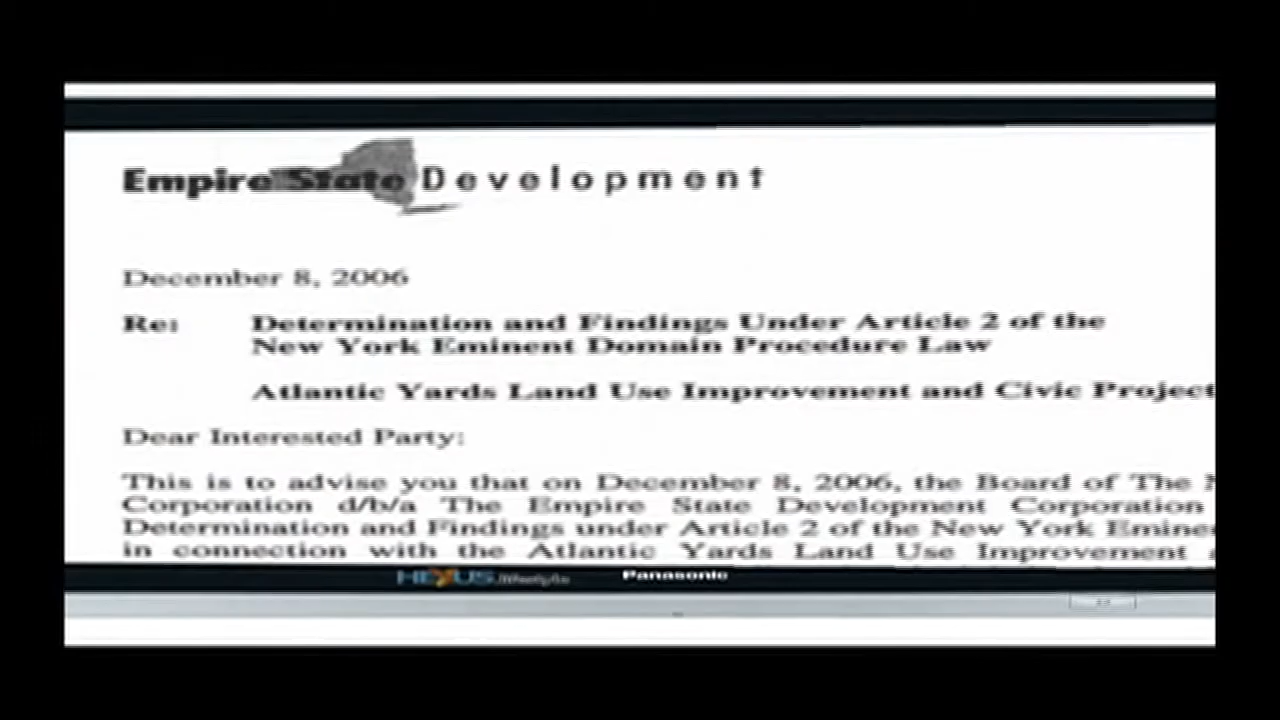 Empire State Development
December 8, 2006
Re: Determination and Findings Under Article 2 of the
New York Eminent Domain Procedure Law
Atlantic Yards Land Use Improvement and Civic Project
Dear Interested Party:
This is to advise you that on December 8, 2006, the Board of The
Corporation d/b/a The Empire State Development Corporation
Determination and Findings under Article 2 of the New York
in connection with the Atlantic Yards Land Use Improvement
HEXUS.lifestyle Panasonic